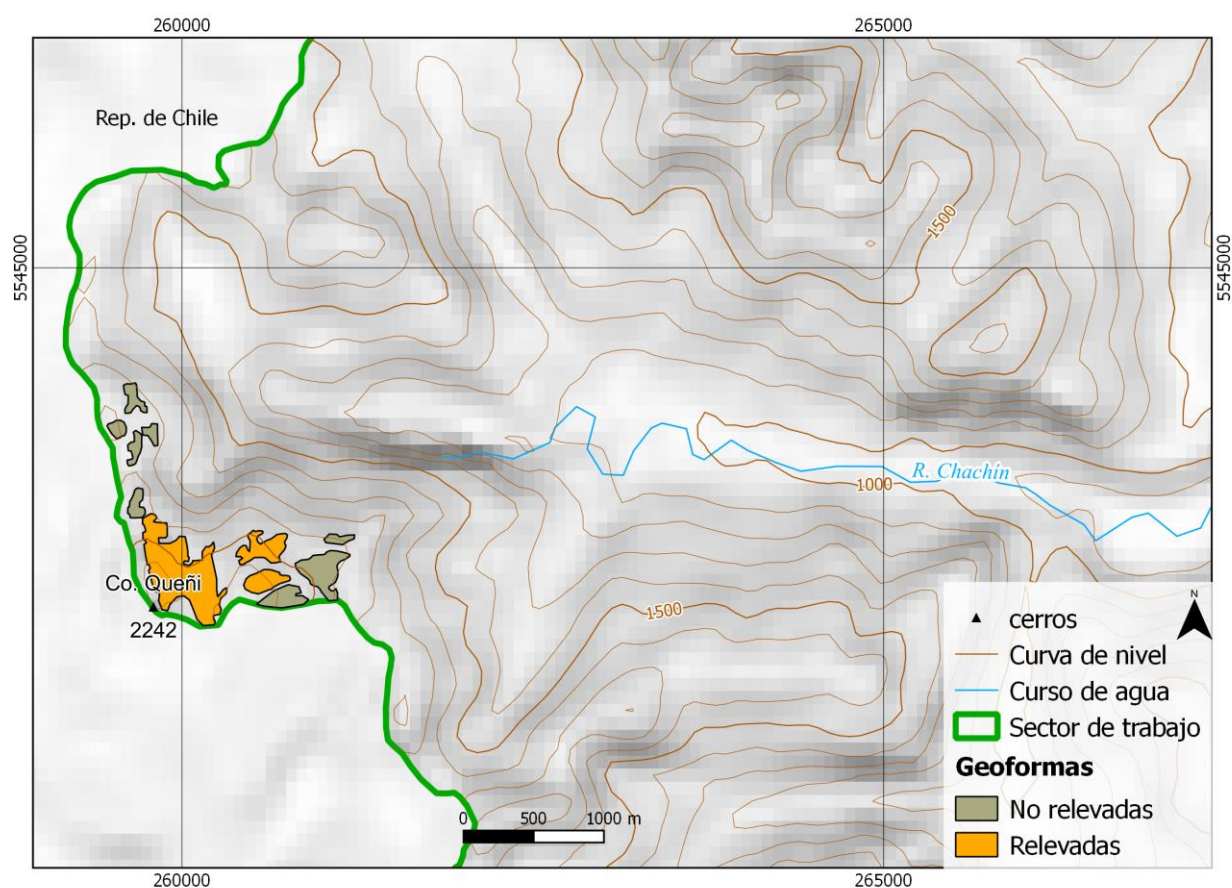 260000
265000
Rep. de Chile
1500
5545000
5545000
R. Chachín
1000
Co. Queñi
2242
1500
N
cerros
Curva de nivel
Curso de agua
Sector de trabajo
Geoformas
No relevadas
Relevadas
0 500 1000 m
260000
265000